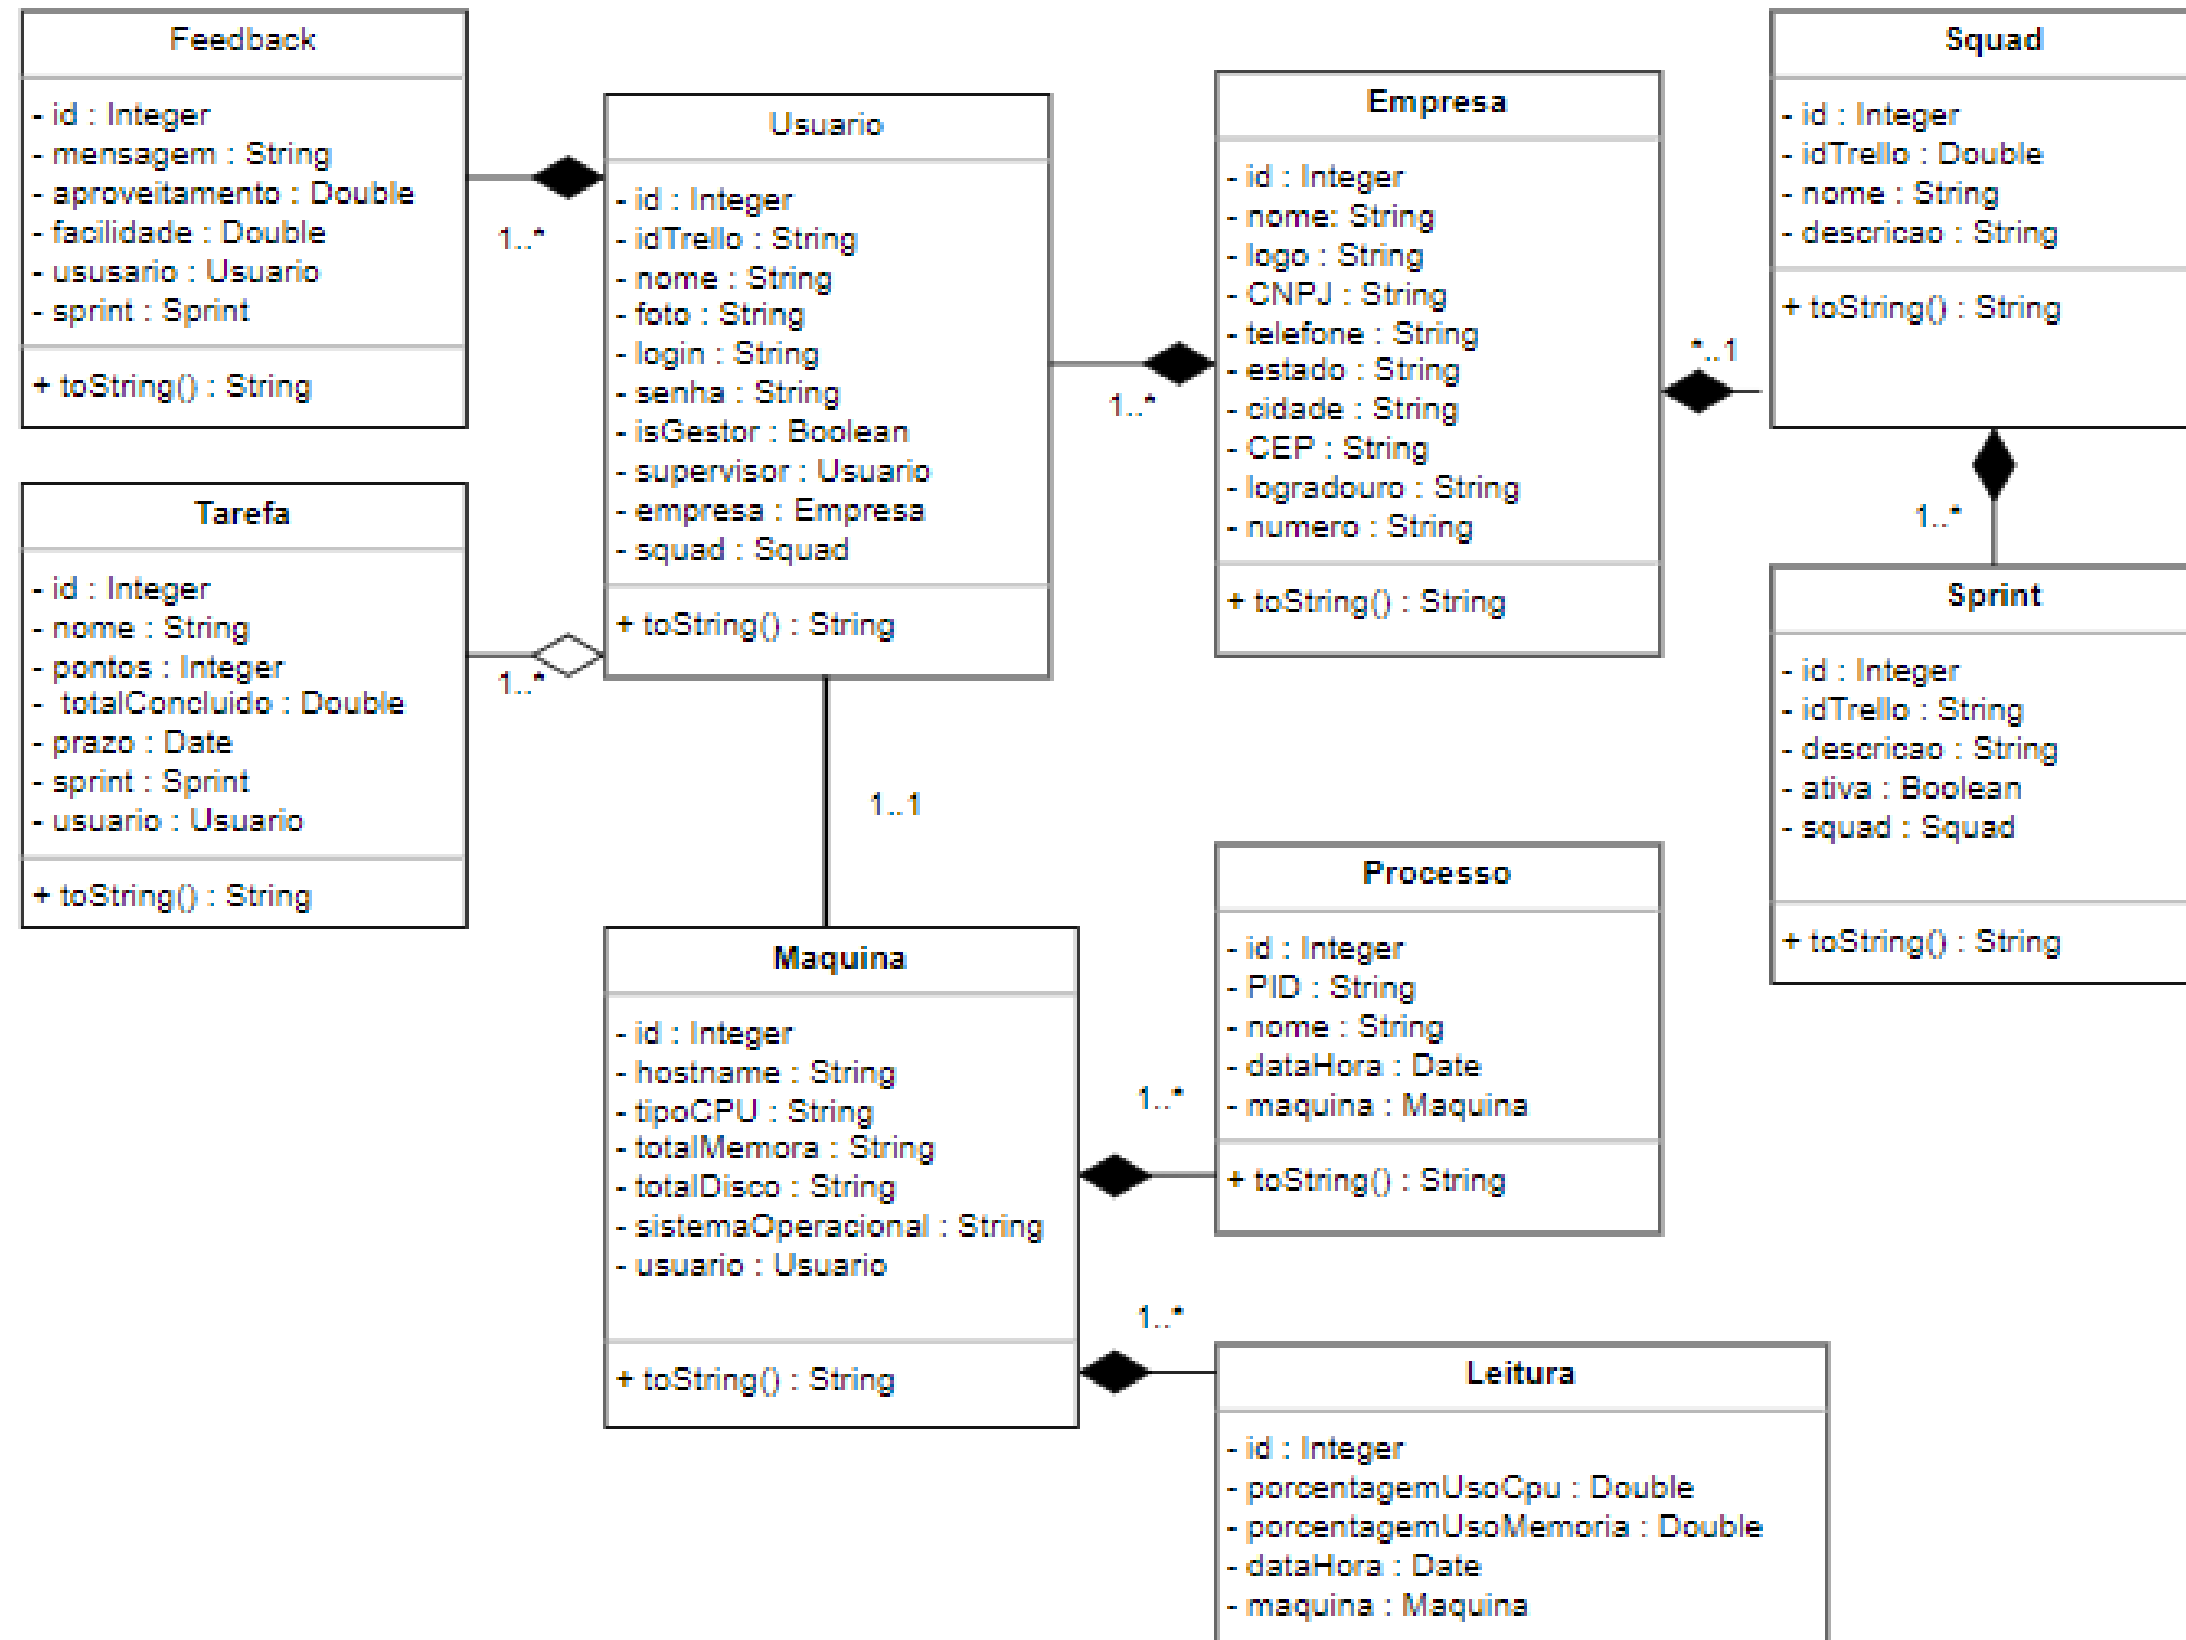 Feedback
- id : Integer
- mensagem : String
- aproveitamento : Double
- facilidade : Double
- ususario : Usuario
- sprint : Sprint
+ toString() : String
1..*
Tarefa
- id : Integer
- nome : String
- pontos : Integer
- totalConcluido : Double
- prazo : Date
- sprint : Sprint
- usuario : Usuario
+ toString() : String
1..*
Usuario
- id : Integer
- idTrello : String
- nome : String
- foto : String
- login : String
- senha : String
- isGestor : Boolean
- supervisor : Usuario
- empresa : Empresa
- squad : Squad
+ toString() : String
1..*
1..1
Empresa
- id : Integer
- nome: String
- logo : String
- CNPJ : String
- telefone : String
- estado : String
- cidade : String
- CEP : String
- logradouro : String
- numero : String
+ toString() : String
*..1
Squad
- id : Integer
- idTrello : Double
- nome : String
- descricao : String
+ toString() : String
1..*
Sprint
- id : Integer
- idTrello : String
- descricao : String
- ativa : Boolean
- squad : Squad
+ toString() : String
Maquina
- id : Integer
- hostname : String
- tipoCPU : String
- totalMemora : String
- totalDisco : String
- sistemaOperacional : String
- usuario : Usuario
+ toString() : String
1..*
Processo
- id : Integer
- PID : String
- nome : String
- dataHora : Date
- maquina : Maquina
+ toString() : String
1..*
Leitura
- id : Integer
- porcentagemUsoCpu : Double
- porcentagemUsoMemoria : Double
- dataHora : Date
- maquina : Maquina